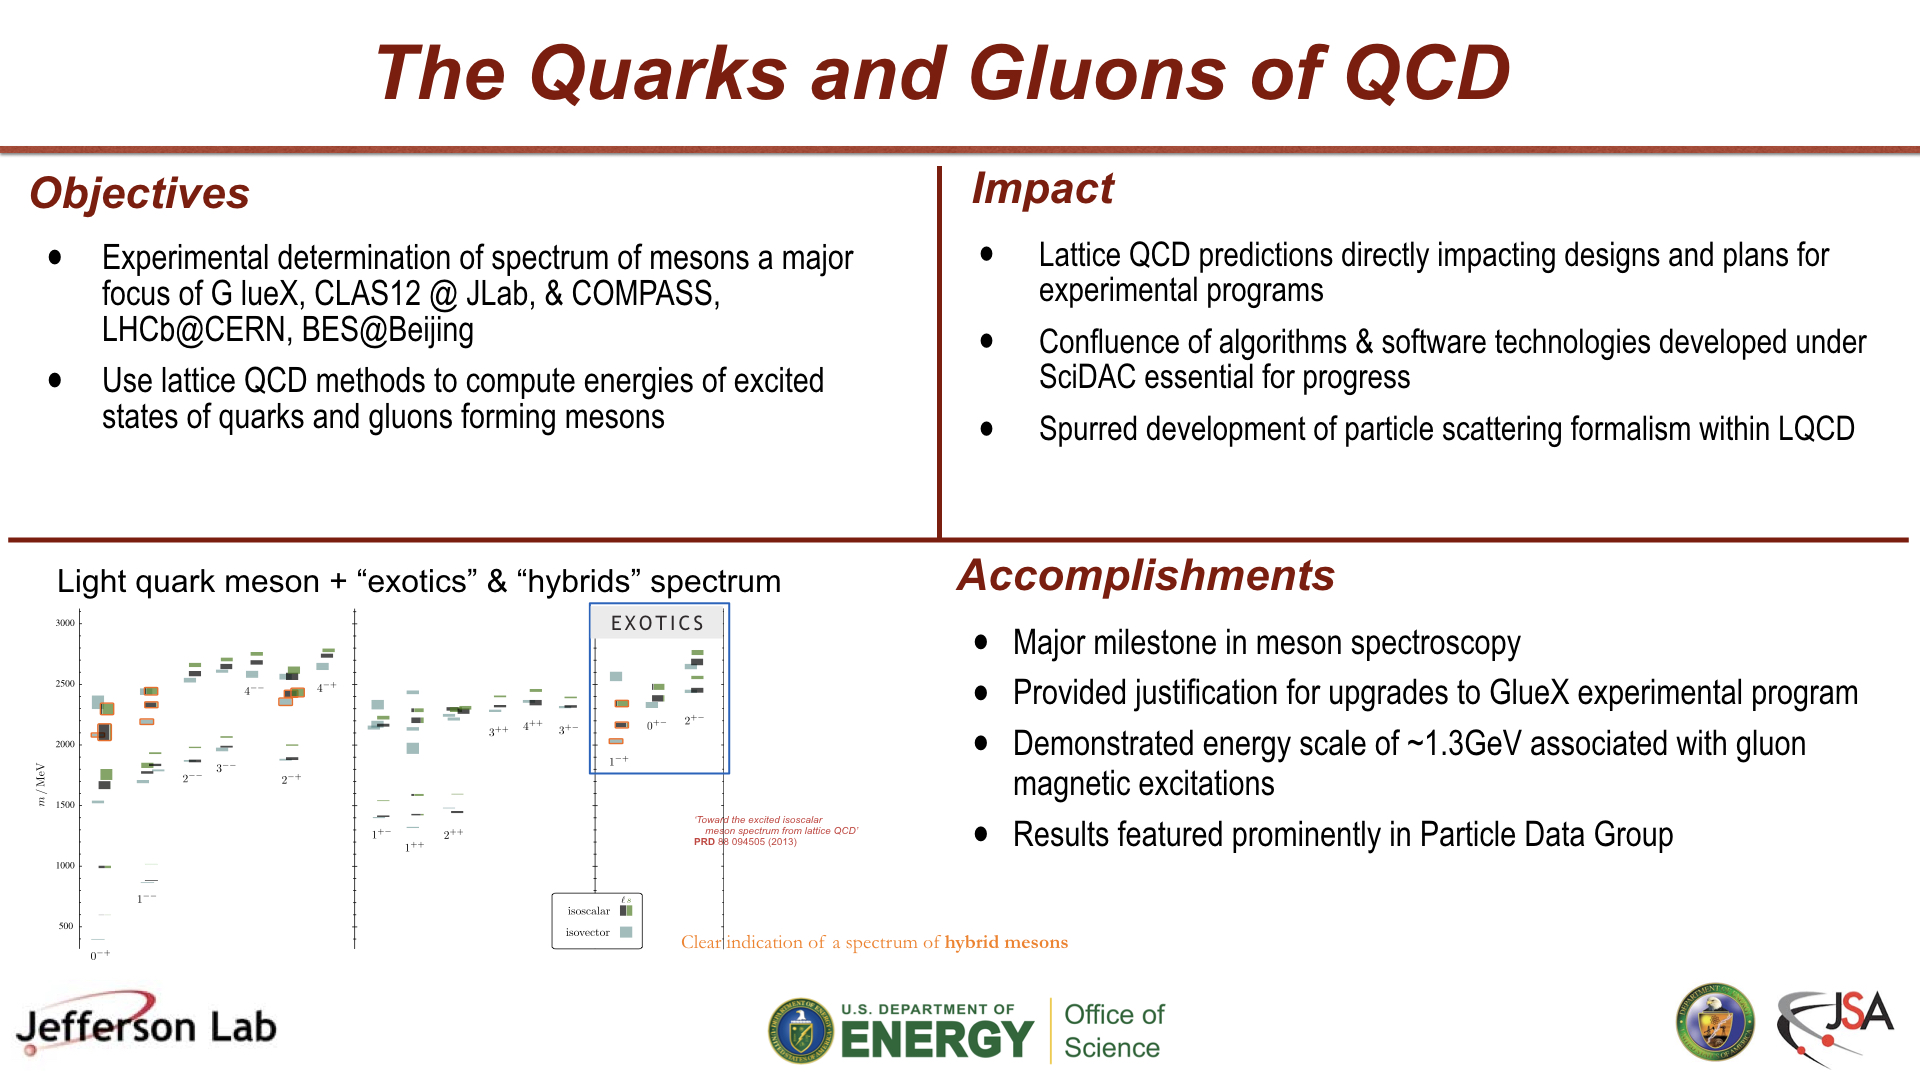 The Quarks and Gluons of QCD
Objectives
● Experimental determination of spectrum of mesons a major
focus of G lueX, CLAS12 @ JLab, & COMPASS,
LHCb@CERN, BES@Beijing
● Use lattice QCD methods to compute energies of excited
states of quarks and gluons forming mesons
Impact
● Lattice QCD predictions directly impacting designs and plans for
experimental programs
● Confluence of algorithms & software technologies developed under
SciDAC essential for progress
● Spurred development of particle scattering formalism within LQCD
Light quark meson + “exotics” & “hybrids” spectrum
EXOTICS
3000
2500
2000
1500
1000
500
m / MeV
4⁻⁻
4⁻⁺
2⁻⁻
3⁻⁻
2⁻⁺
1⁻⁻
0⁻⁺
3⁺⁺
4⁺⁺
3⁺⁻
1⁺⁻
1⁺⁺
2⁺⁺
1⁻⁺
0⁺⁻
2⁺⁻
‘Toward the excited isoscalar
meson spectrum from lattice QCD’
PRD 88 094505 (2013)
ℓ s
isoscalar
isovector
Clear indication of a spectrum of hybrid mesons
Accomplishments
● Major milestone in meson spectroscopy
● Provided justification for upgrades to GlueX experimental program
● Demonstrated energy scale of ~1.3GeV associated with gluon
magnetic excitations
● Results featured prominently in Particle Data Group
Jefferson Lab
U.S. DEPARTMENT OF
ENERGY
Office of
Science
JSA